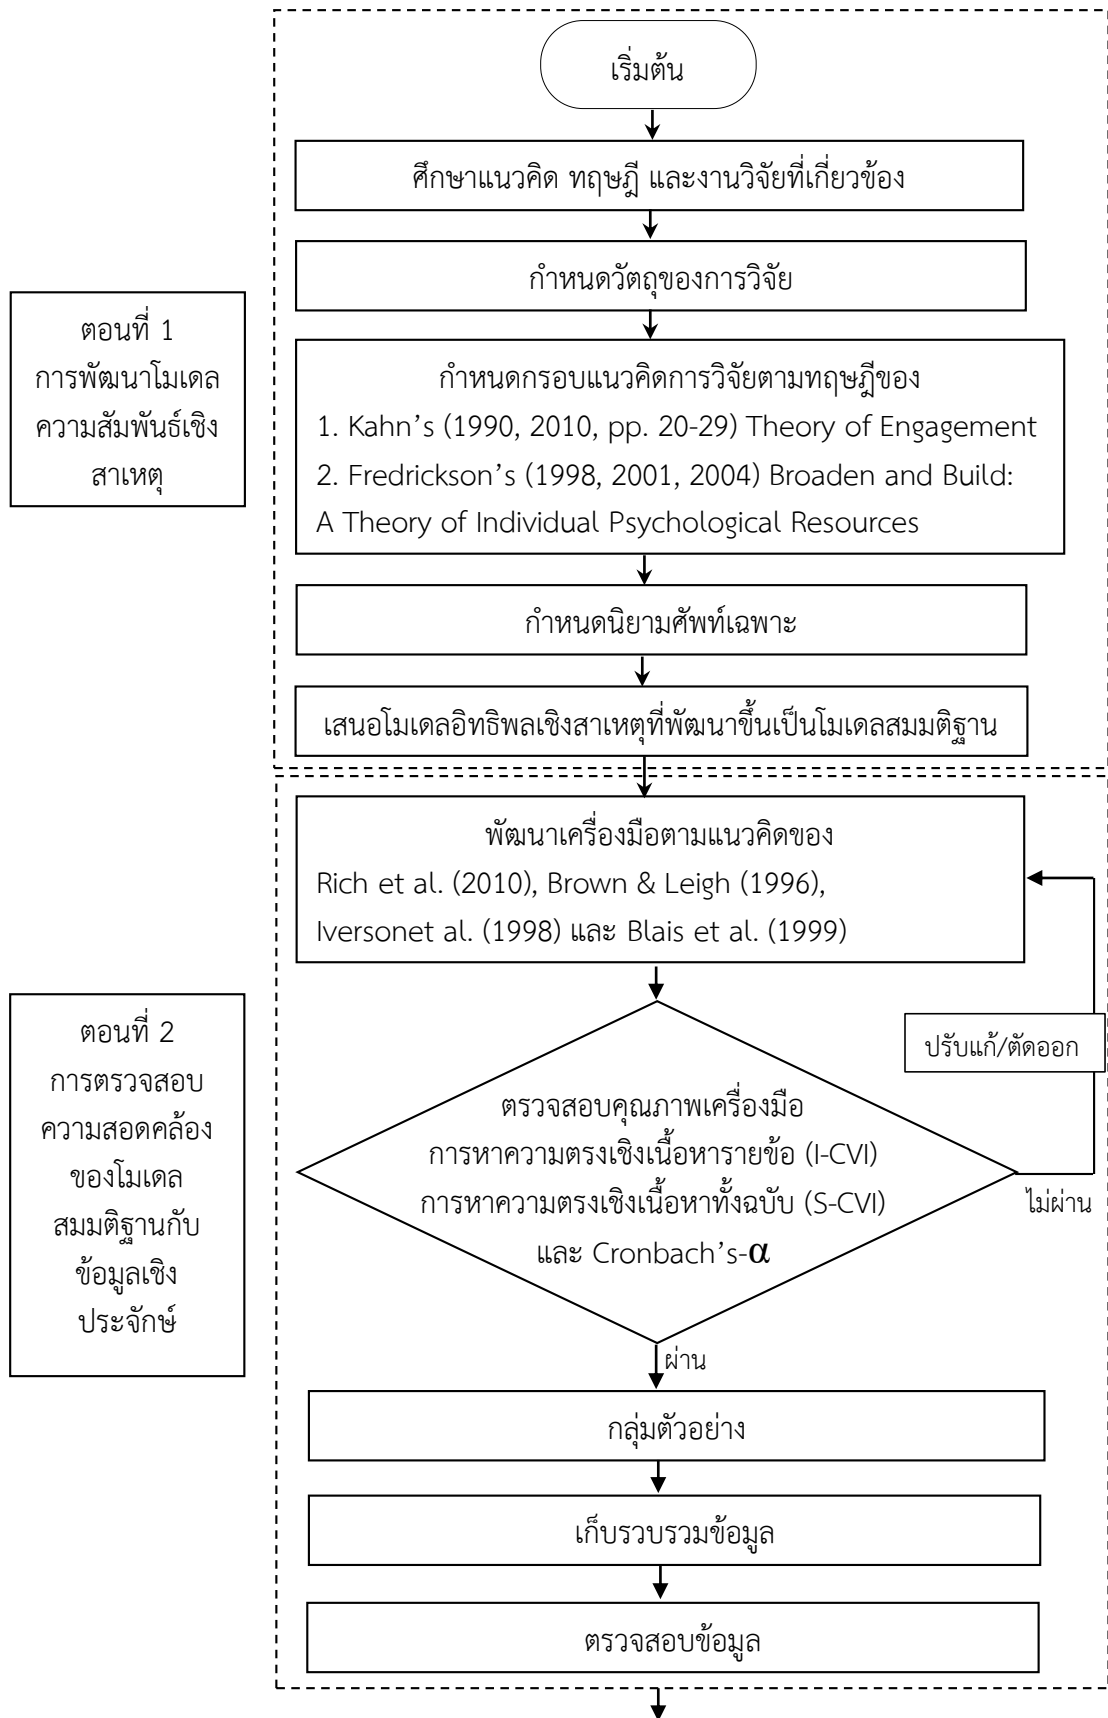 เริ่มต้น
ศึกษาแนวคิด ทฤษฎี และงานวิจัยที่เกี่ยวข้อง
กำหนดวัตถุของการวิจัย
ตอนที่ 1
การพัฒนาโมเดล
ความสัมพันธ์เชิง
สาเหตุ
กำหนดกรอบแนวคิดการวิจัยตามทฤษฎีของ
1. Kahn’s (1990, 2010, pp. 20-29) Theory of Engagement
2. Fredrickson’s (1998, 2001, 2004) Broaden and Build:
A Theory of Individual Psychological Resources
กำหนดนิยามศัพท์เฉพาะ
เสนอโมเดลอิทธิพลเชิงสาเหตุที่พัฒนาขึ้นเป็นโมเดลสมมติฐาน
พัฒนาเครื่องมือตามแนวคิดของ
Rich et al. (2010), Brown & Leigh (1996),
Iversonet al. (1998) และ Blais et al. (1999)
ตอนที่ 2
การตรวจสอบ
ความสอดคล้อง
ของโมเดล
สมมติฐานกับ
ข้อมูลเชิง
ประจักษ์
ปรับแก้/ตัดออก
ตรวจสอบคุณภาพเครื่องมือ
การหาความตรงเชิงเนื้อหารายข้อ (I-CVI)
การหาความตรงเชิงเนื้อหาทั้งฉบับ (S-CVI)
และ Cronbach’s-α
ไม่ผ่าน
ผ่าน
กลุ่มตัวอย่าง
เก็บรวบรวมข้อมูล
ตรวจสอบข้อมูล